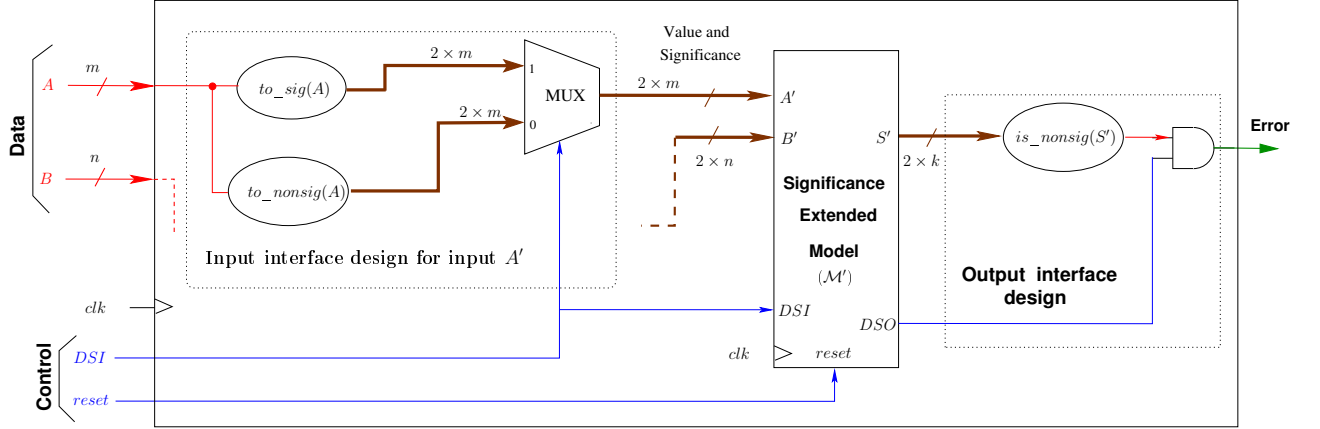 Data
A
m
B
n
to_sig(A)
2 × m
to_nonsig(A)
2 × m
1
0
MUX
Input interface design for input A′
Value and
Significance
2 × m
2 × n
A′
B′
S′
Significance
Extended
Model
(ℳ′)
DSI
DSO
clk
reset
2 × k
is_nonsig(S′)
Output interface
design
Error
clk
Control
DSI
reset